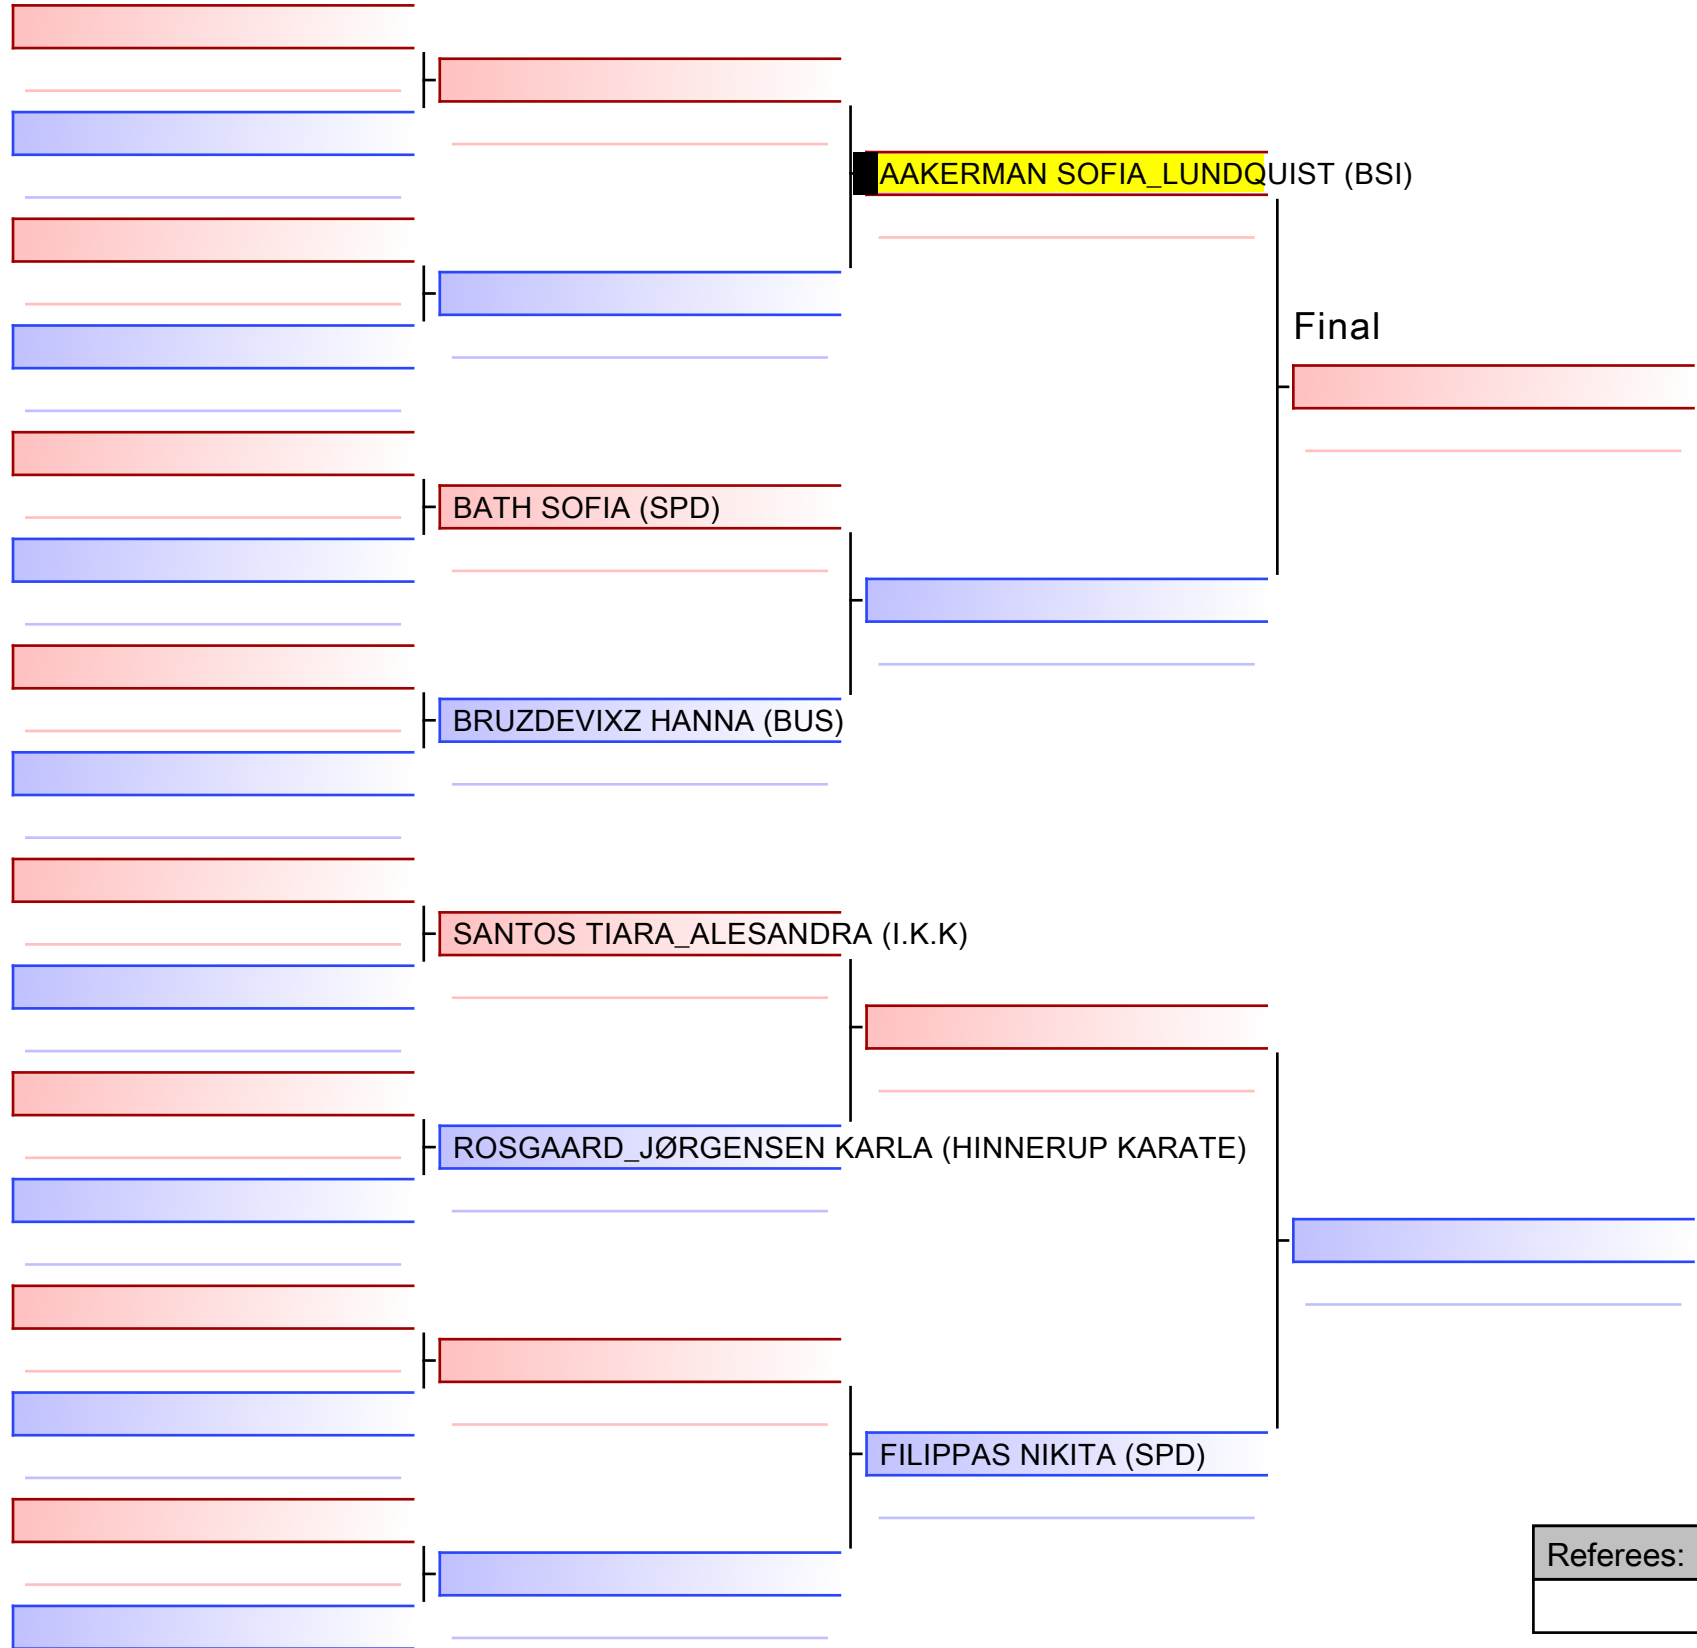 AAKERMAN SOFIA_LUNDQUIST (BSI)
Final
BATH SOFIA (SPD)
BRUZDEVIXZ HANNA (BUS)
SANTOS TIARA_ALESANDRA (I.K.K)
ROSGAARD_JØRGENSEN KARLA (HINNERUP KARATE)
FILIPPAS NIKITA (SPD)
Referees: